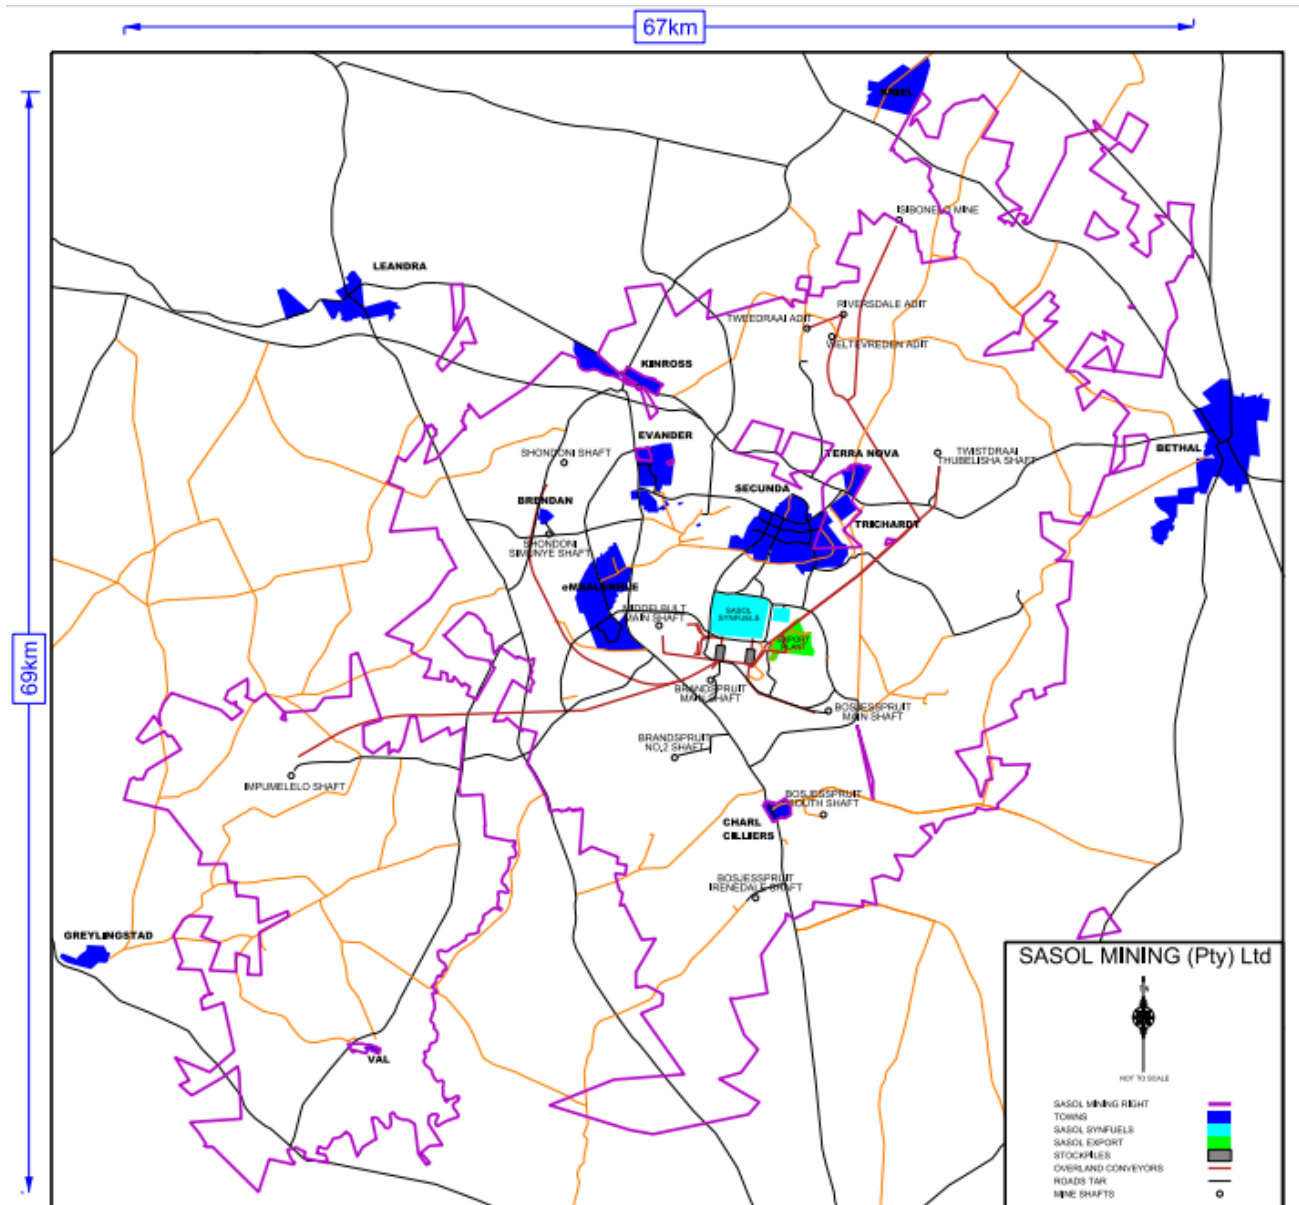 67km
69km
KRIEL
ISIBONELO MINE
LEANDRA
RIVERSDALE ADIT
TWEEDRAAI ADIT
WELTEVREDEN ADIT
KINROSS
EVANDER
SHONDONI SHAFT
TERRA NOVA
TWISTDRAAI
THUBELISHA SHAFT
BETHAL
SECUNDA
BRENDAN
TRICHARDT
SHONDONI
SIMUNYE SHAFT
eMBALENHLE
MIDDELBULT
MAIN SHAFT
SASOL
SYNFUELS
EXPORT
PLANT
BRANDSPRUIT
MAIN SHAFT
BOSJESSPRUIT
MAIN SHAFT
BRANDSPRUIT
NO.2 SHAFT
IMPUMELELO SHAFT
BOSJESSPRUIT
SOUTH SHAFT
CHARL
CILLIERS
BOSJESSPRUIT
IRENEDALE SHAFT
GREYLINGSTAD
VAL
SASOL MINING (Pty) Ltd
TN
NOT TO SCALE
SASOL MINING RIGHT
TOWNS
SASOL SYNFUELS
SASOL EXPORT
STOCKPILES
OVERLAND CONVEYORS
ROADS TAR
MINE SHAFTS